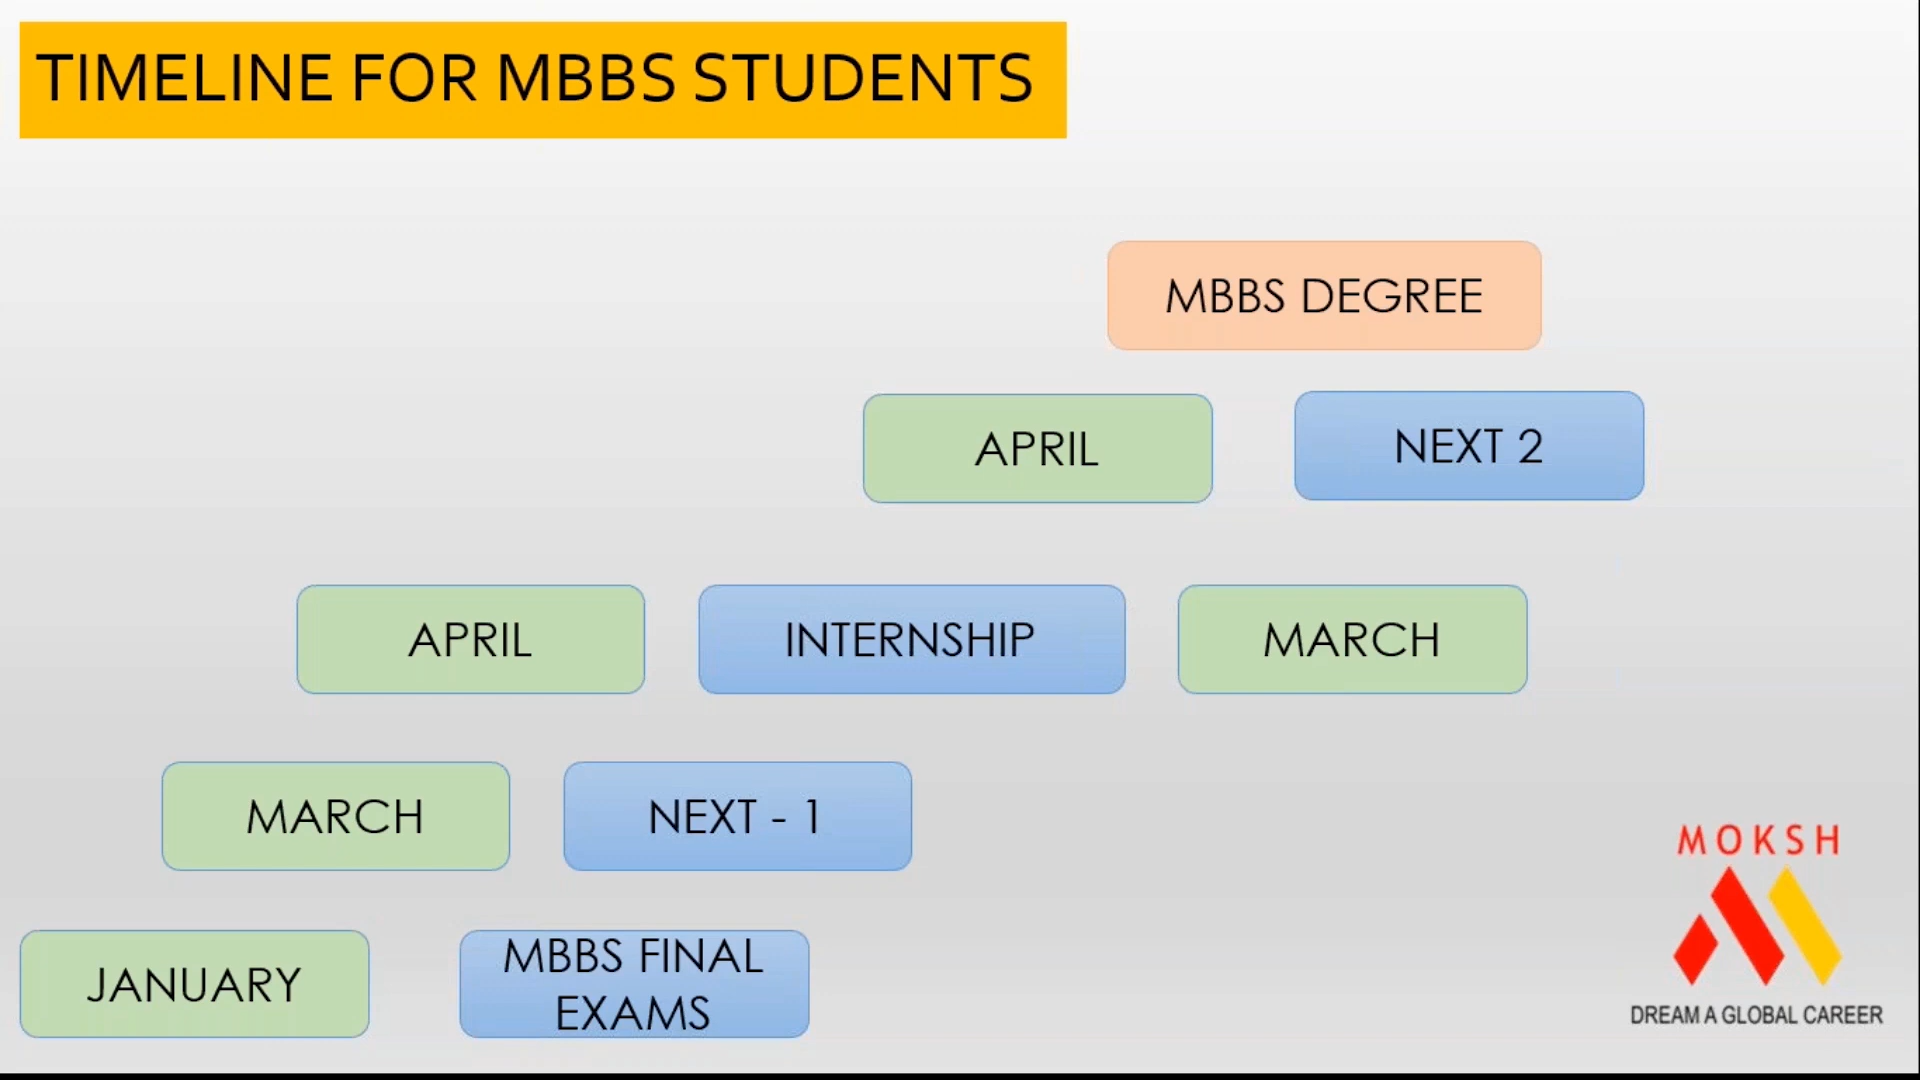 TIMELINE FOR MBBS STUDENTS
MBBS DEGREE
APRIL
NEXT 2
APRIL
INTERNSHIP
MARCH
MARCH
NEXT - 1
JANUARY
MBBS FINAL
EXAMS
MOKSH
DREAM A GLOBAL CAREER